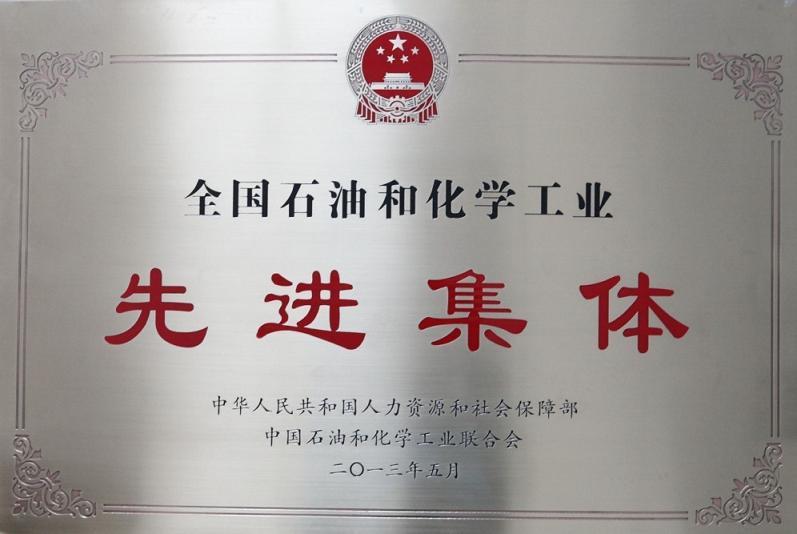 全国石油和化学工业
先进集体
中华人民共和国人力资源和社会保障部
中国石油和化学工业联合会
二〇一三年五月